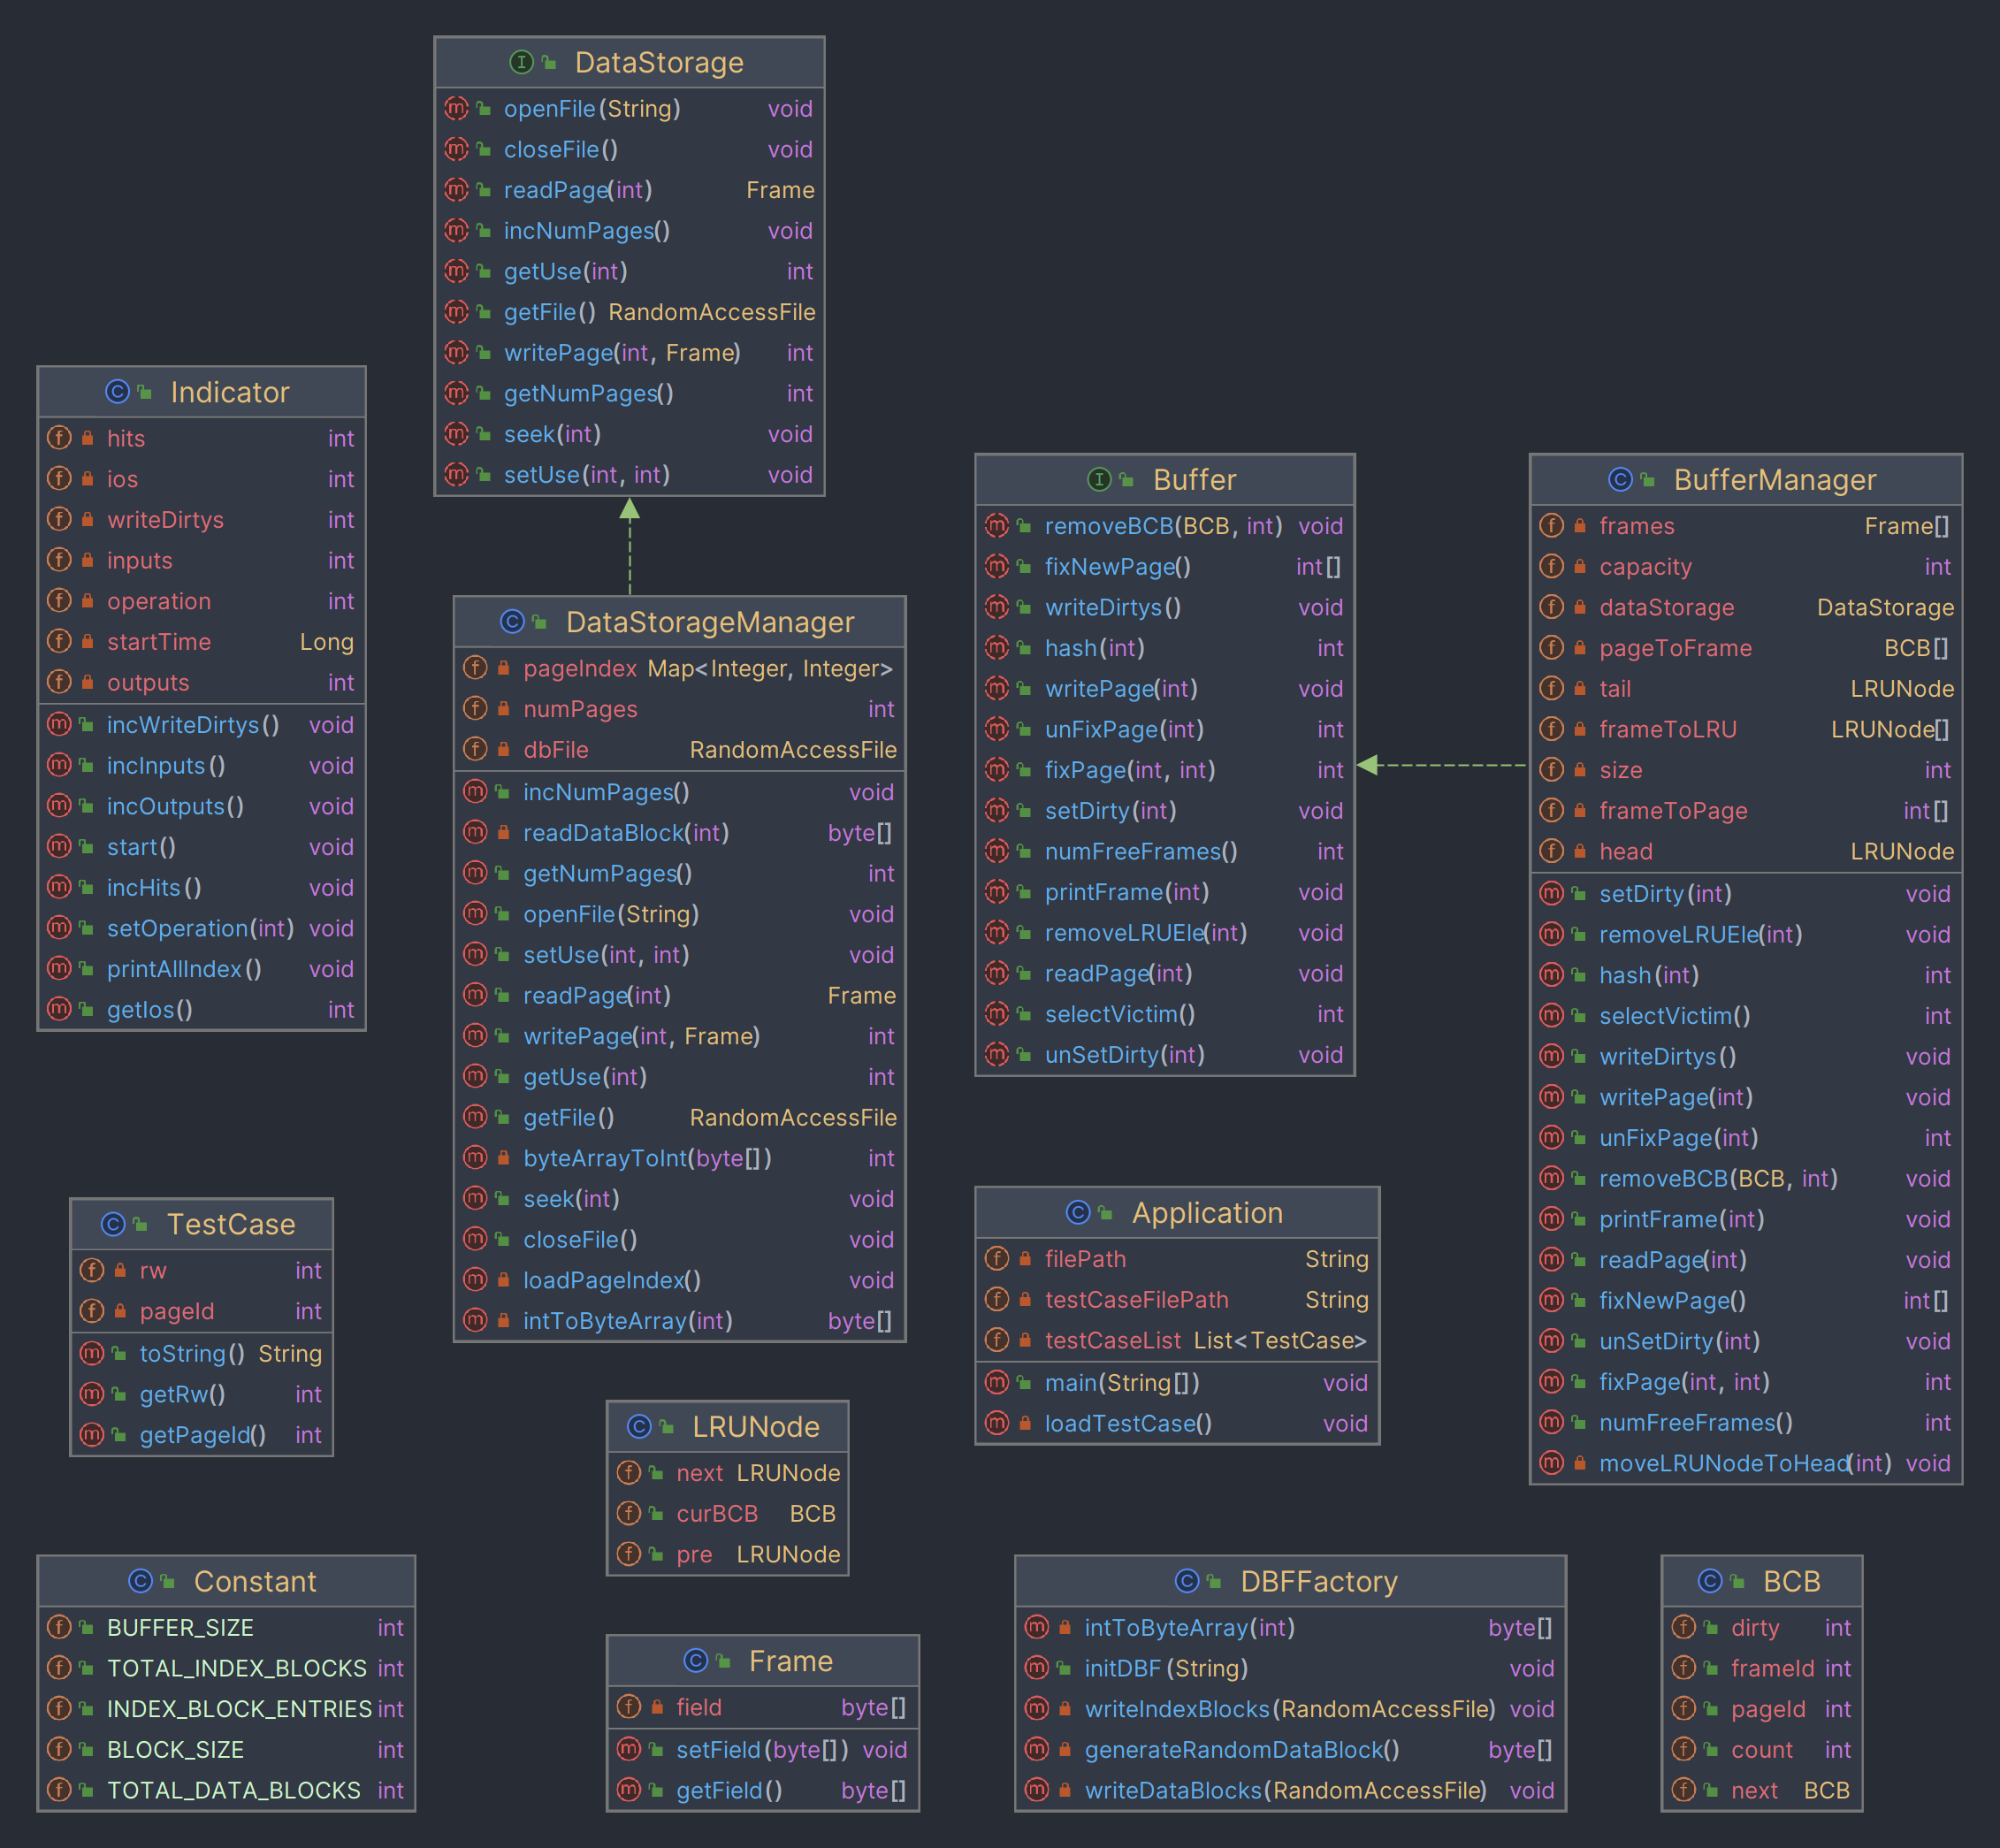 DataStorage
openFile(String) void
closeFile() void
readPage(int) Frame
incNumPages() void
getUse(int) int
getFile() RandomAccessFile
writePage(int, Frame) int
getNumPages() int
seek(int) void
setUse(int, int) void
Indicator
hits int
ios int
writeDirtys int
inputs int
operation int
startTime Long
outputs int
incWriteDirtys() void
incInputs() void
incOutputs() void
start() void
incHits() void
setOperation(int) void
printAllIndex() void
getIos() int
DataStorageManager
pageIndex Map<Integer, Integer>
numPages int
dbFile RandomAccessFile
incNumPages() void
readDataBlock(int) byte[]
getNumPages() int
openFile(String) void
setUse(int, int) void
readPage(int) Frame
writePage(int, Frame) int
getUse(int) int
getFile() RandomAccessFile
byteArrayToInt(byte[]) int
seek(int) void
closeFile() void
loadPageIndex() void
intToByteArray(int) byte[]
Buffer
removeBCB(BCB, int) void
fixNewPage() int[]
writeDirtys() void
hash(int) int
writePage(int) void
unFixPage(int) int
fixPage(int, int) int
setDirty(int) void
numFreeFrames() int
printFrame(int) void
removeLRUEle(int) void
readPage(int) void
selectVictim() int
unSetDirty(int) void
BufferManager
frames Frame[]
capacity int
dataStorage DataStorage
pageToFrame BCB[]
tail LRUNode
frameToLRU LRUNode[]
size int
frameToPage int[]
head LRUNode
setDirty(int) void
removeLRUEle(int) void
hash(int) int
selectVictim() int
writeDirtys() void
writePage(int) void
unFixPage(int) int
removeBCB(BCB, int) void
printFrame(int) void
readPage(int) void
fixNewPage() int[]
unSetDirty(int) void
fixPage(int, int) int
numFreeFrames() int
moveLRUNodeToHead(int) void
TestCase
rw int
pageId int
toString() String
getRw() int
getPageId() int
Application
filePath String
testCaseFilePath String
testCaseList List<TestCase>
main(String[]) void
loadTestCase() void
LRUNode
next LRUNode
curBCB BCB
pre LRUNode
Constant
BUFFER_SIZE int
TOTAL_INDEX_BLOCKS int
INDEX_BLOCK_ENTRIES int
BLOCK_SIZE int
TOTAL_DATA_BLOCKS int
Frame
field byte[]
setField(byte[]) void
getField() byte[]
DBFFactory
intToByteArray(int) byte[]
initDBF(String) void
writeIndexBlocks(RandomAccessFile) void
generateRandomDataBlock() byte[]
writeDataBlocks(RandomAccessFile) void
BCB
dirty int
frameId int
pageId int
count int
next BCB